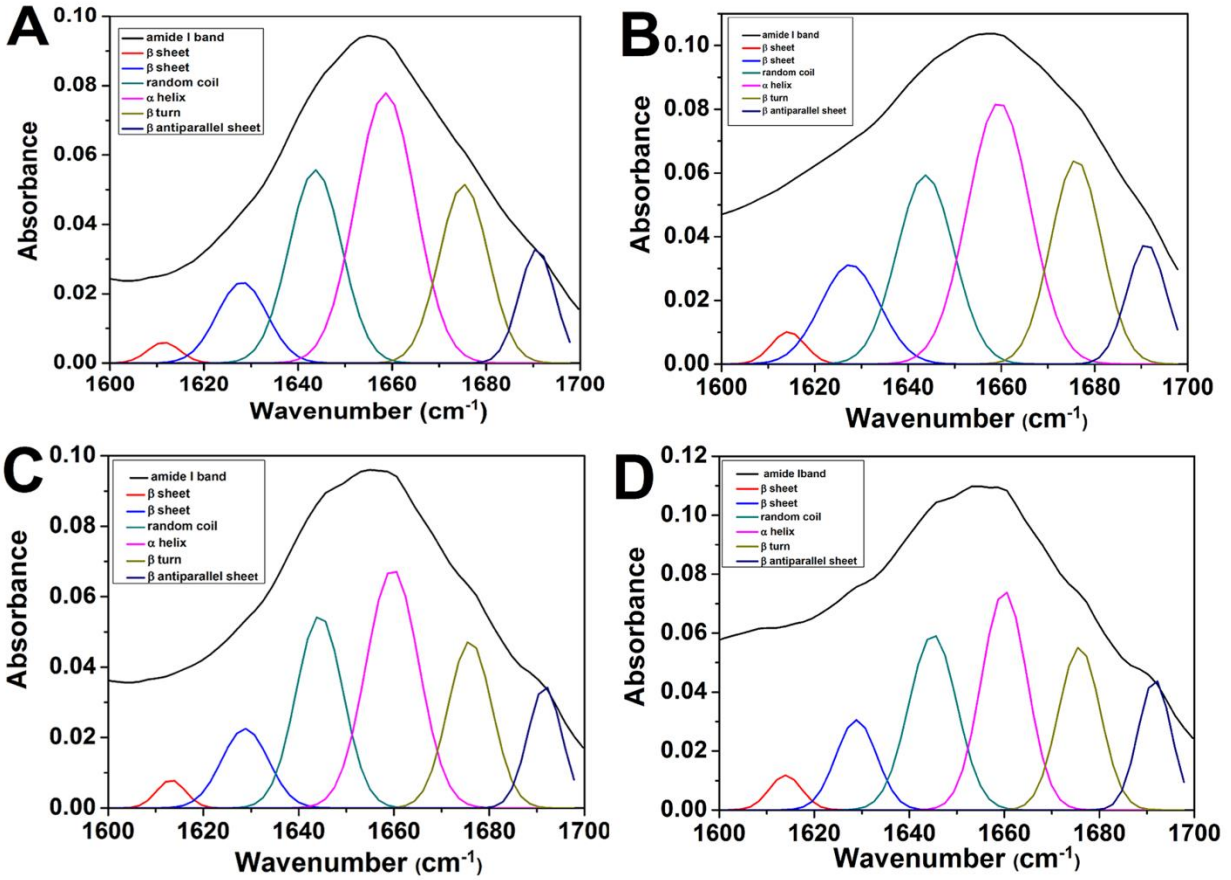 A
amide I band
β sheet
β sheet
random coil
α helix
β turn
β antiparallel sheet
0.10
0.08
0.06
0.04
0.02
0.00
Absorbance
1600 1620 1640 1660 1680 1700
Wavenumber (cm⁻¹)
B
amide I band
β sheet
β sheet
random coil
α helix
β turn
β antiparallel sheet
0.10
0.08
0.06
0.04
0.02
0.00
Absorbance
1600 1620 1640 1660 1680 1700
Wavenumber (cm⁻¹)
C
amide I band
β sheet
β sheet
random coil
α helix
β turn
β antiparallel sheet
0.10
0.08
0.06
0.04
0.02
0.00
Absorbance
1600 1620 1640 1660 1680 1700
Wavenumber (cm⁻¹)
D
amide Iband
β sheet
β sheet
random coil
α helix
β turn
β antiparallel sheet
0.12
0.10
0.08
0.06
0.04
0.02
0.00
Absorbance
1600 1620 1640 1660 1680 1700
Wavenumber (cm⁻¹)